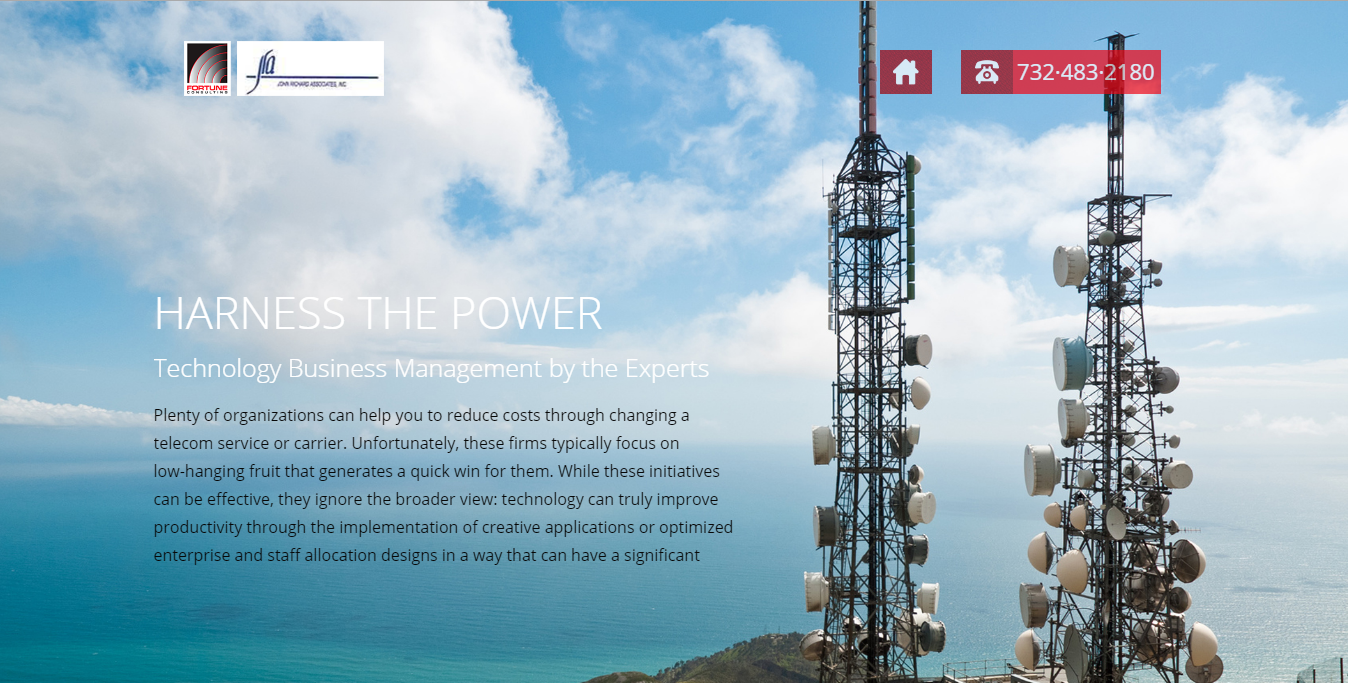 FORTUNE
CONSULTING
jra
JOHN RICHARD ASSOCIATES, INC
732·483·2180
HARNESS THE POWER
Technology Business Management by the Experts
Plenty of organizations can help you to reduce costs through changing a
telecom service or carrier. Unfortunately, these firms typically focus on
low-hanging fruit that generates a quick win for them. While these initiatives
can be effective, they ignore the broader view: technology can truly improve
productivity through the implementation of creative applications or optimized
enterprise and staff allocation designs in a way that can have a significant